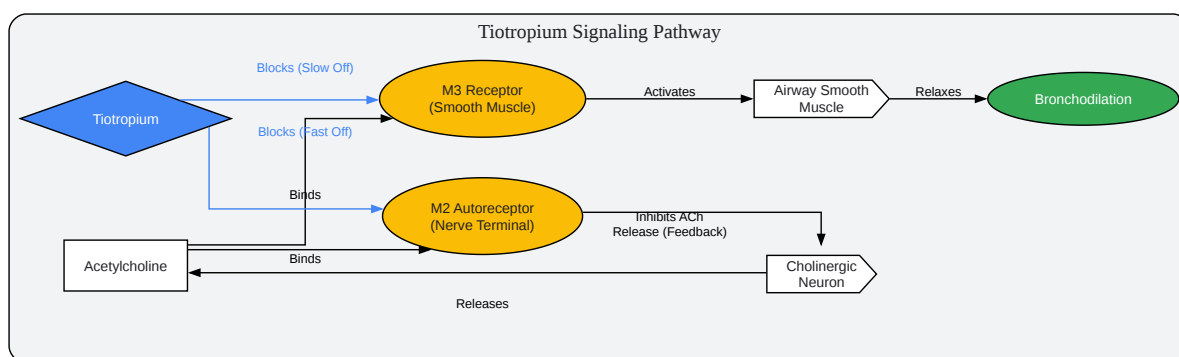 Tiotropium Signaling Pathway
Blocks (Slow Off)
M3 Receptor
(Smooth Muscle)
Activates
Airway Smooth
Muscle
Relaxes
Bronchodilation
Tiotropium
Blocks (Fast Off)
Binds
M2 Autoreceptor
(Nerve Terminal)
Inhibits ACh
Release (Feedback)
Acetylcholine
Binds
Cholinergic
Neuron
Releases